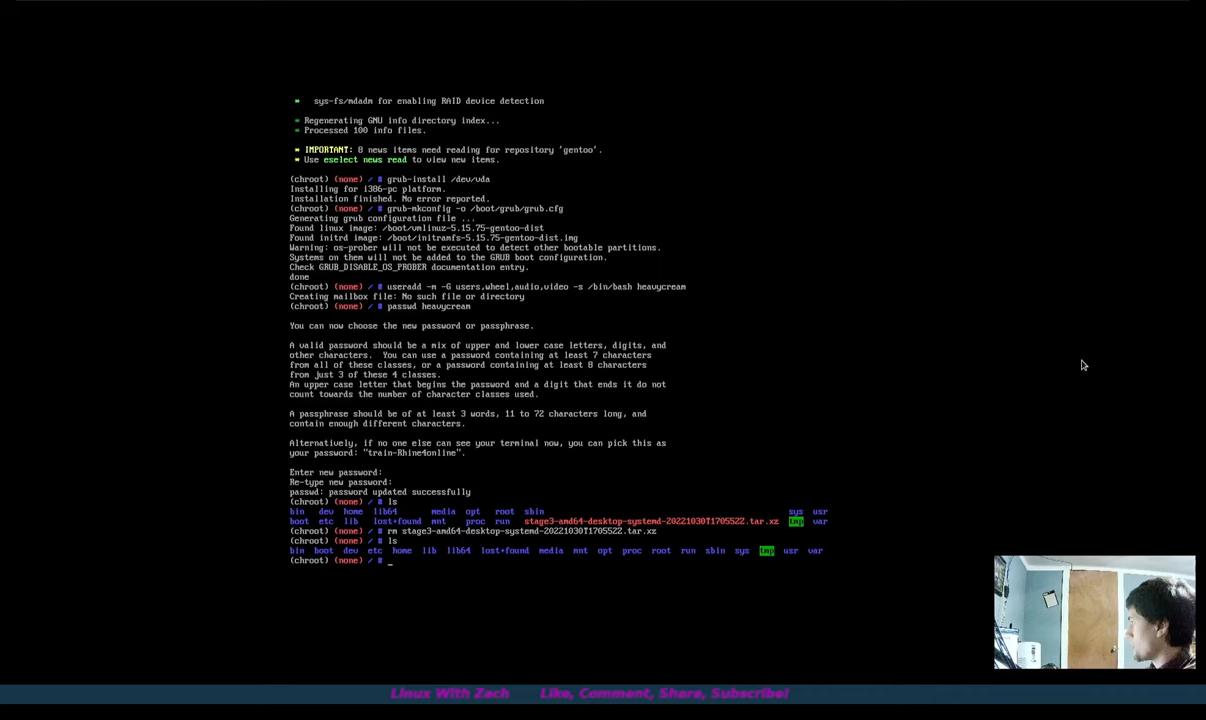 * sys-fs/mdadm for enabling RAID device detection
* Regenerating GNU info directory index...
* Processed 100 info files.
* IMPORTANT: 8 news items need reading for repository 'gentoo'.
* Use eselect news read to view new items.
(chroot) (none) / # grub-install /dev/vda
Installing for i386-pc platform.
Installation finished. No error reported.
(chroot) (none) / # grub-mkconfig -o /boot/grub/grub.cfg
Generating grub configuration file ...
Found linux image: /boot/vmlinuz-5.15.75-gentoo-dist
Found initrd image: /boot/initramfs-5.15.75-gentoo-dist.img
Warning: os-prober will not be executed to detect other bootable partitions.
Systems on them will not be added to the GRUB boot configuration.
Check GRUB_DISABLE_OS_PROBER documentation entry.
done
(chroot) (none) / # useradd -m -G users,wheel,audio,video -s /bin/bash heavycream
Creating mailbox file: No such file or directory
(chroot) (none) / # passwd heavycream
You can now choose the new password or passphrase.
A valid password should be a mix of upper and lower case letters, digits, and
other characters. You can use a password containing at least 7 characters
from all of these classes, or a password containing at least 8 characters
from just 3 of these 4 classes.
An upper case letter that begins the password and a digit that ends it do not
count towards the number of character classes used.
A passphrase should be of at least 3 words, 11 to 72 characters long, and
contain enough different characters.
Alternatively, if no one else can see your terminal now, you can pick this as
your password: "train-Rhine4online".
Enter new password:
Re-type new password:
passwd: password updated successfully
(chroot) (none) / # ls
bin dev home lib64 media opt root sbin sys usr
boot etc lib lost+found mnt proc run stage3-amd64-desktop-systemd-20221030T170552Z.tar.xz tmp var
(chroot) (none) / # rm stage3-amd64-desktop-systemd-20221030T170552Z.tar.xz
(chroot) (none) / # ls
bin boot dev etc home lib lib64 lost+found media mnt opt proc root run sbin sys tmp usr var
(chroot) (none) / # _
Linux With Zach Like, Comment, Share, Subscribe!